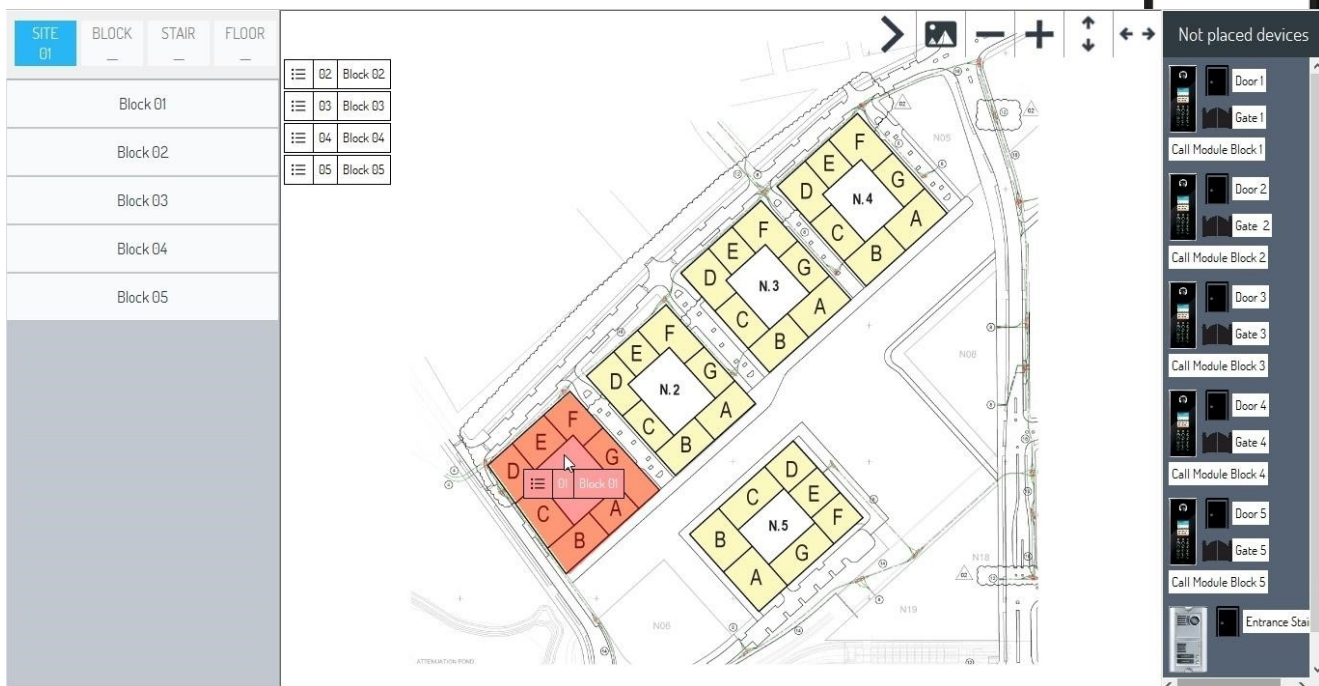 SITE 01
BLOCK _
STAIR _
FLOOR _
Block 01
Block 02
Block 03
Block 04
Block 05
02 Block 02
03 Block 03
04 Block 04
05 Block 05
F
E G
D N.4
C A
B
F
E G
D N.3
C A
B
F
E G
D N.2
C A
B
F
E G
D
01 Block 01
C A
B
D
C E
F
B N.5
G
A
N05
N08
N18
N19
N06
02
02
02
ATTENUATION POND
Not placed devices
Door 1
Gate 1
Call Module Block 1
Door 2
Gate 2
Call Module Block 2
Door 3
Gate 3
Call Module Block 3
Door 4
Gate 4
Call Module Block 4
Door 5
Gate 5
Call Module Block 5
Entrance Stai